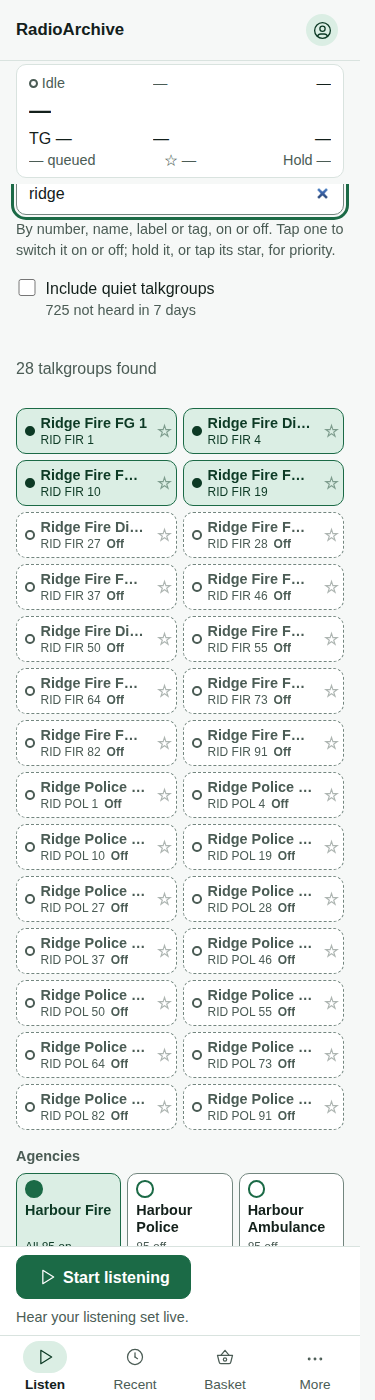 RadioArchive
Idle — —
—
TG — — —
— queued ☆ — Hold —
ridge ×
By number, name, label or tag, on or off. Tap one to
switch it on or off; hold it, or tap its star, for priority.
Include quiet talkgroups
725 not heard in 7 days
28 talkgroups found
Ridge Fire FG 1 ☆ Ridge Fire Di… ☆
RID FIR 1 RID FIR 4
Ridge Fire F… ☆ Ridge Fire F… ☆
RID FIR 10 RID FIR 19
Ridge Fire Di… ☆ Ridge Fire F… ☆
RID FIR 27 Off RID FIR 28 Off
Ridge Fire F… ☆ Ridge Fire F… ☆
RID FIR 37 Off RID FIR 46 Off
Ridge Fire Di… ☆ Ridge Fire F… ☆
RID FIR 50 Off RID FIR 55 Off
Ridge Fire F… ☆ Ridge Fire F… ☆
RID FIR 64 Off RID FIR 73 Off
Ridge Fire F… ☆ Ridge Fire F… ☆
RID FIR 82 Off RID FIR 91 Off
Ridge Police … ☆ Ridge Police … ☆
RID POL 1 Off RID POL 4 Off
Ridge Police … ☆ Ridge Police … ☆
RID POL 10 Off RID POL 19 Off
Ridge Police … ☆ Ridge Police … ☆
RID POL 27 Off RID POL 28 Off
Ridge Police … ☆ Ridge Police … ☆
RID POL 37 Off RID POL 46 Off
Ridge Police … ☆ Ridge Police … ☆
RID POL 50 Off RID POL 55 Off
Ridge Police … ☆ Ridge Police … ☆
RID POL 64 Off RID POL 73 Off
Ridge Police … ☆ Ridge Police … ☆
RID POL 82 Off RID POL 91 Off
Agencies
Harbour Fire Harbour Harbour
Police Ambulance
All 85 on 85 off 85 off
Start listening
Hear your listening set live.
Listen Recent Basket More